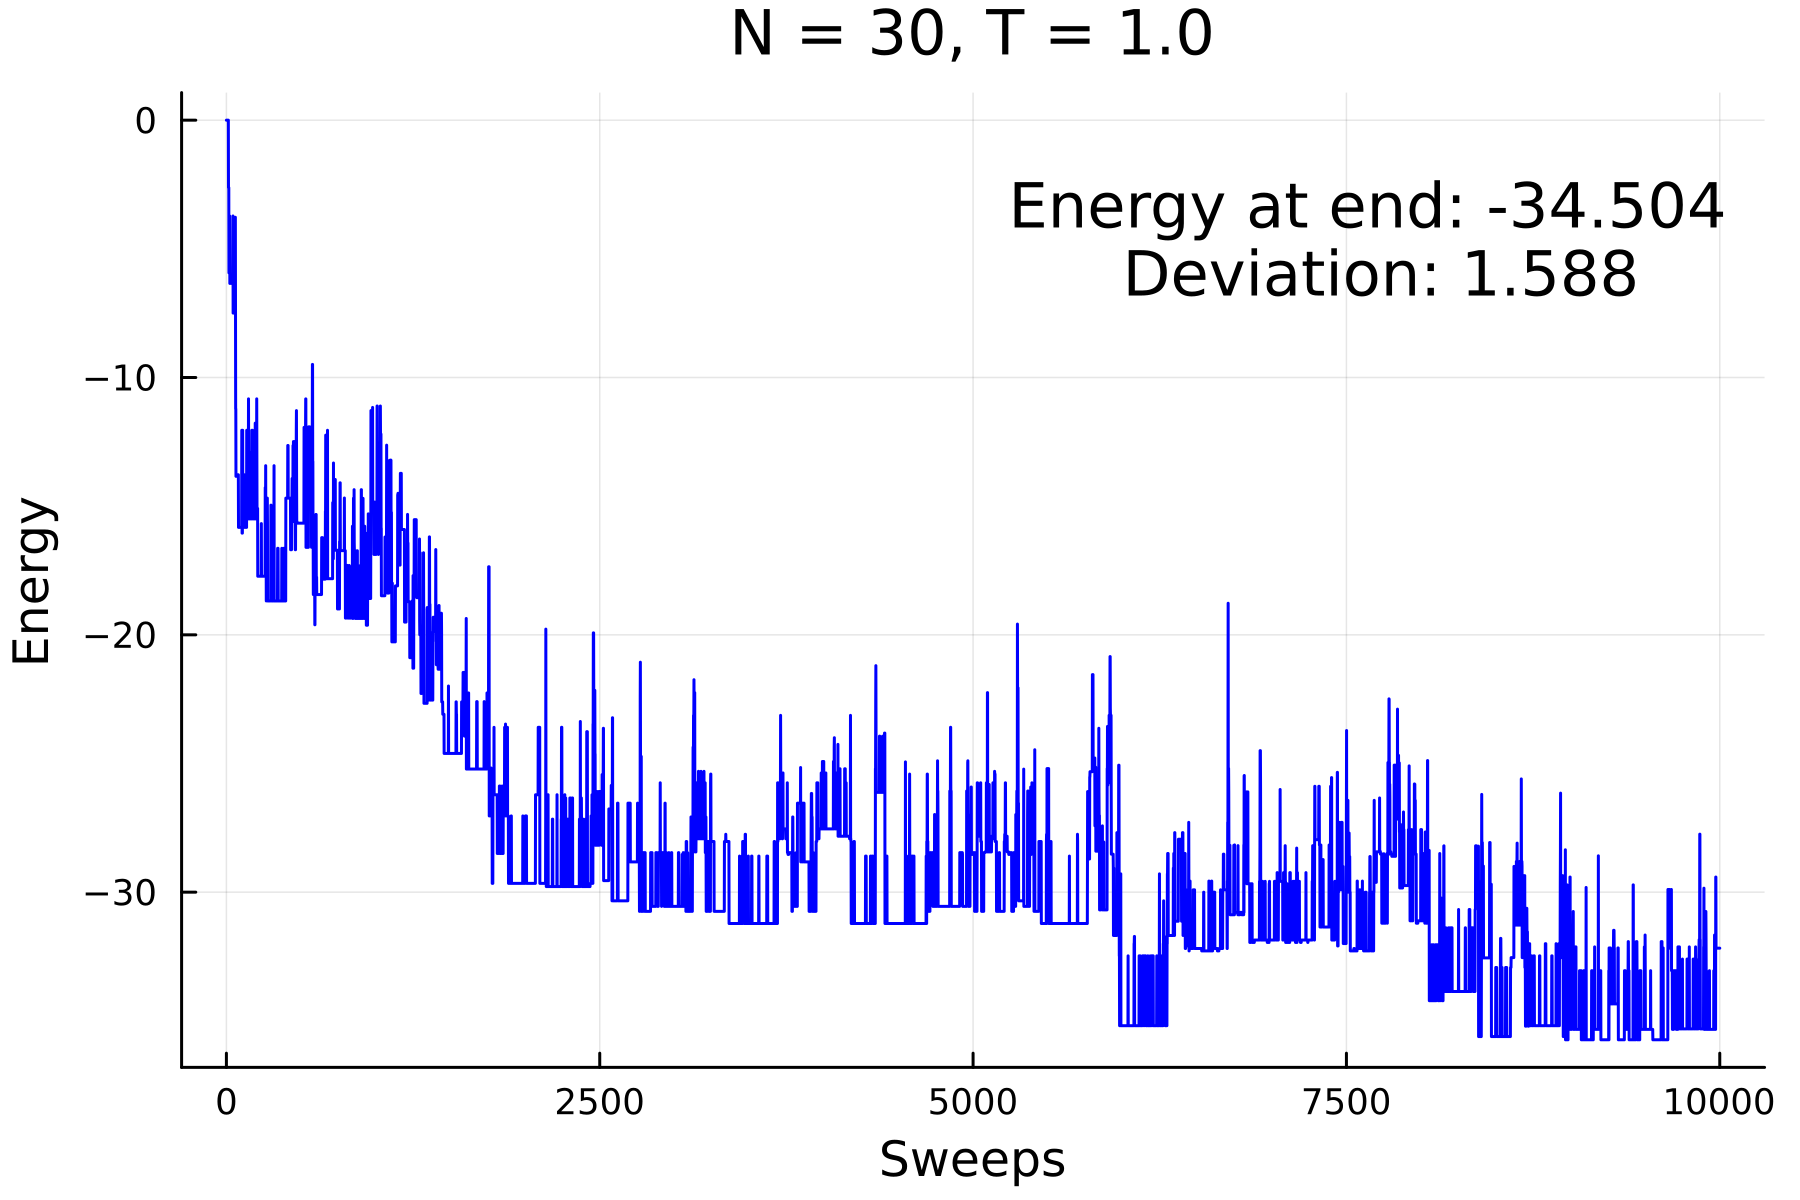 N = 30, T = 1.0
Energy at end: -34.504
Deviation: 1.588
Energy
0
−10
−20
−30
0 2500 5000 7500 10000
Sweeps